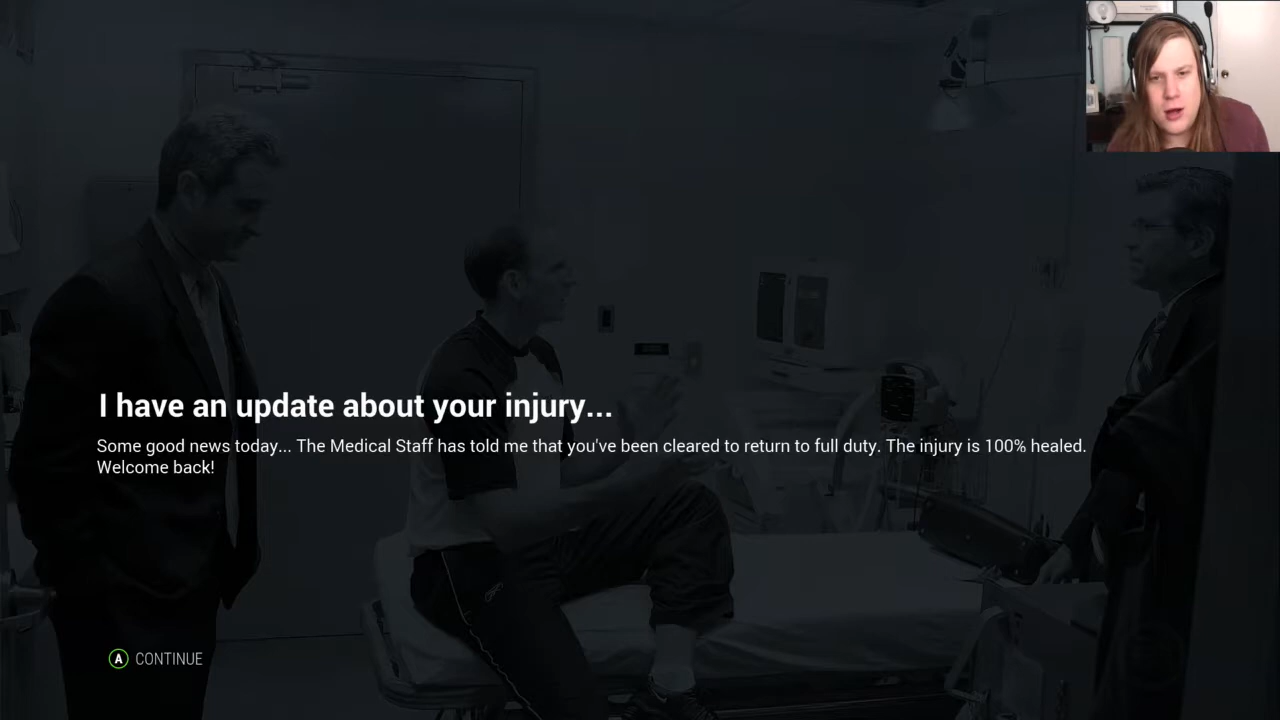 I have an update about your injury...
Some good news today... The Medical Staff has told me that you've been cleared to return to full duty. The injury is 100% healed.
Welcome back!
A CONTINUE